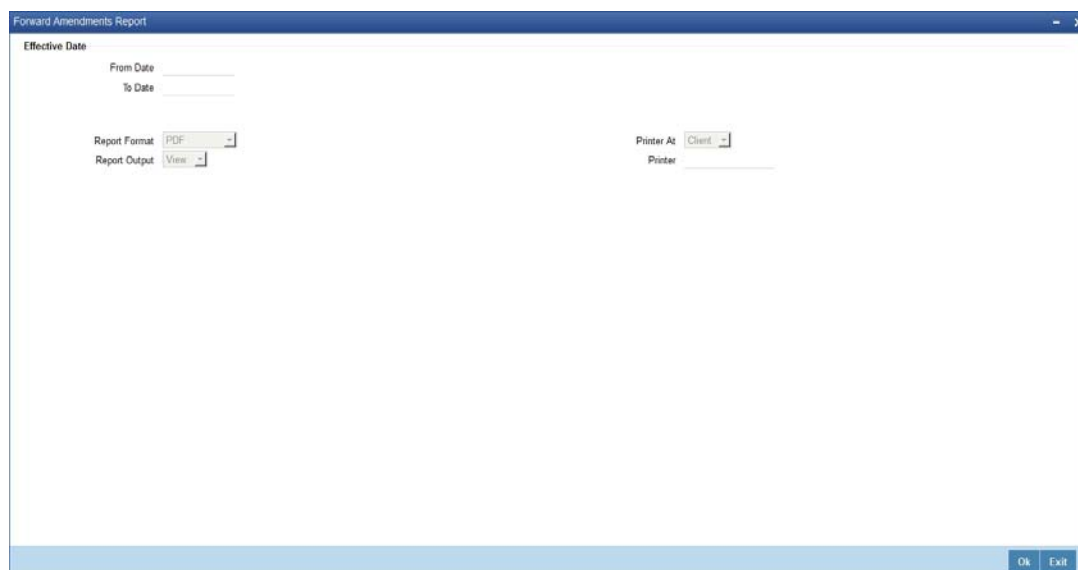 Forward Amendments Report
Effective Date
From Date
To Date
Report Format PDF
Printer At Client
Report Output View
Printer
Ok Exit